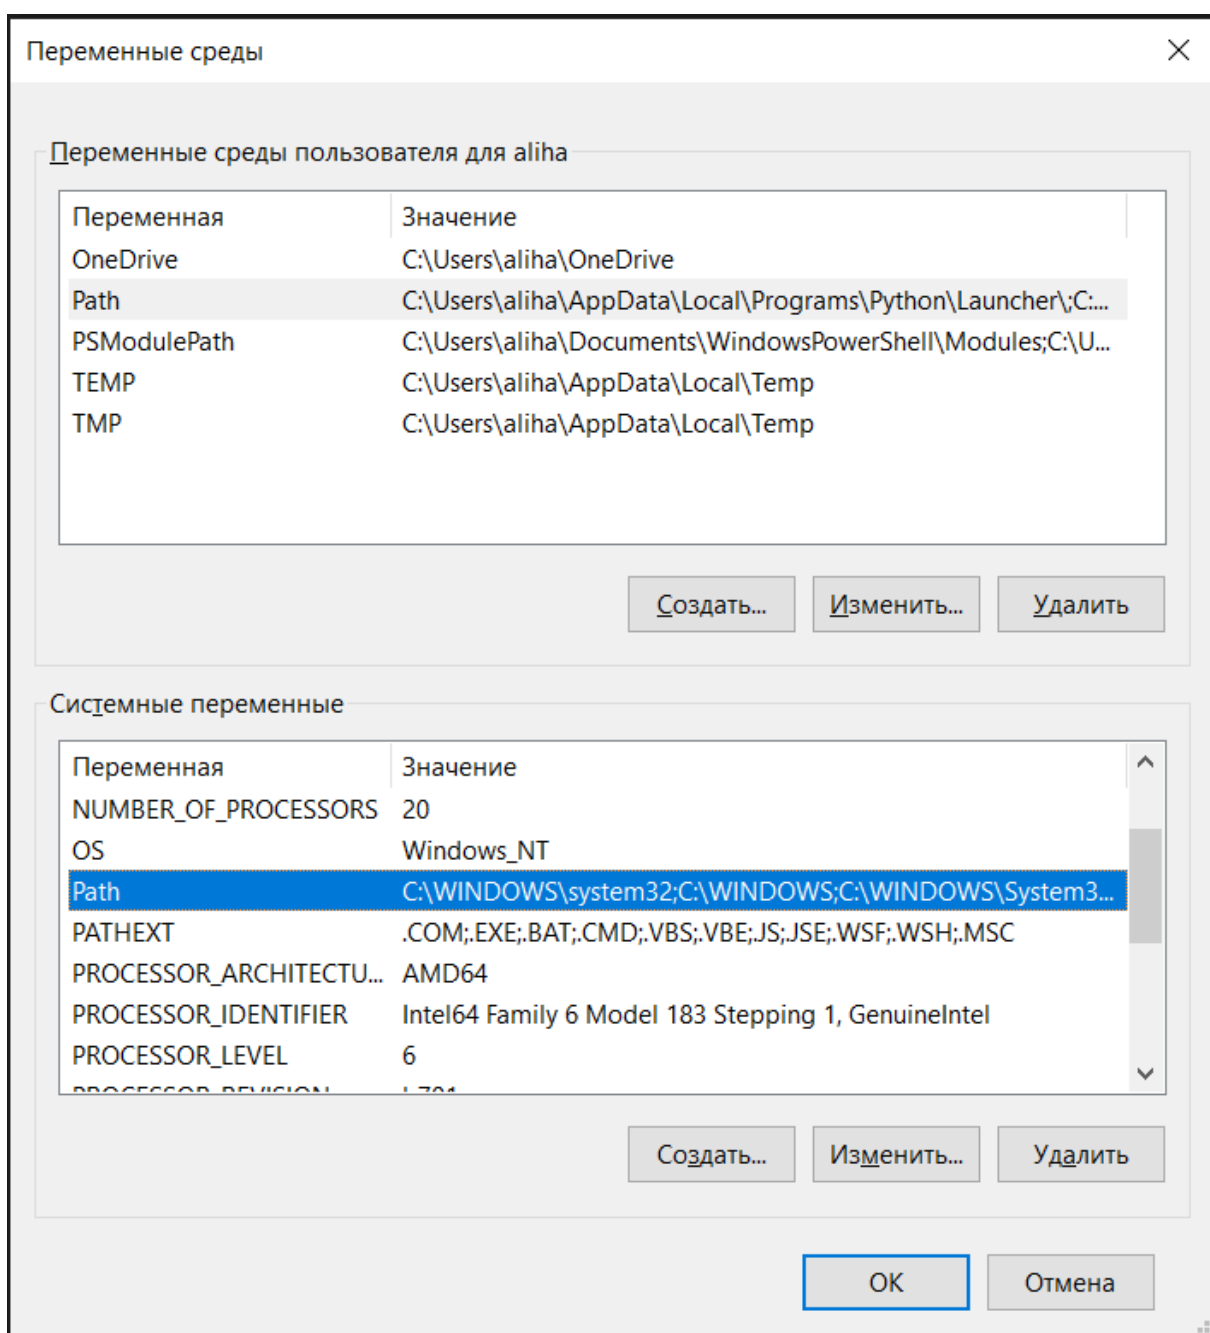 Переменные среды
Переменные среды пользователя для aliha
Переменная Значение
OneDrive C:\Users\aliha\OneDrive
Path C:\Users\aliha\AppData\Local\Programs\Python\Launcher\;C:...
PSModulePath C:\Users\aliha\Documents\WindowsPowerShell\Modules;C:\U...
TEMP C:\Users\aliha\AppData\Local\Temp
TMP C:\Users\aliha\AppData\Local\Temp
Создать... Изменить... Удалить
Системные переменные
Переменная Значение
NUMBER_OF_PROCESSORS 20
OS Windows_NT
Path C:\WINDOWS\system32;C:\WINDOWS;C:\WINDOWS\System3...
PATHEXT .COM;.EXE;.BAT;.CMD;.VBS;.VBE;.JS;.JSE;.WSF;.WSH;.MSC
PROCESSOR_ARCHITECTU... AMD64
PROCESSOR_IDENTIFIER Intel64 Family 6 Model 183 Stepping 1, GenuineIntel
PROCESSOR_LEVEL 6
Создать... Изменить... Удалить
ОК Отмена